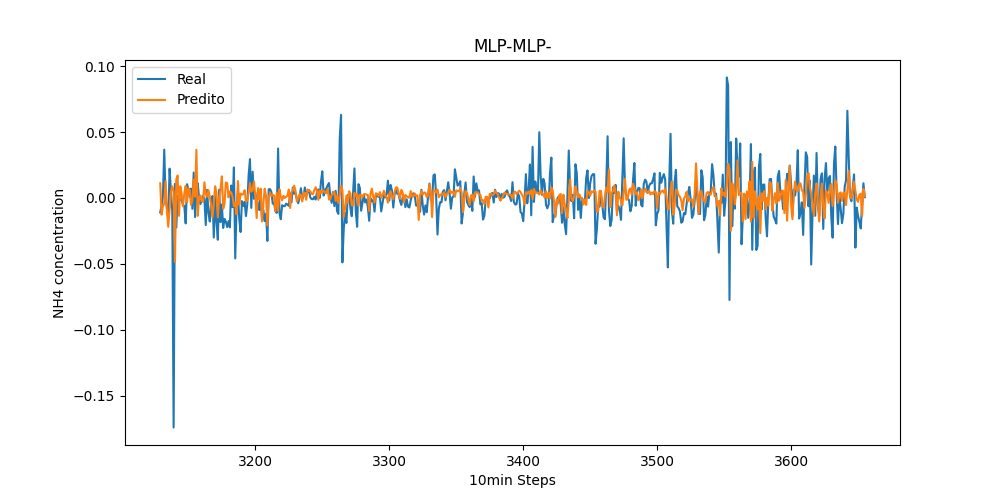 MLP-MLP-
Real
Predito
0.10
0.05
0.00
−0.05
−0.10
−0.15
NH4 concentration
3200 3300 3400 3500 3600
10min Steps